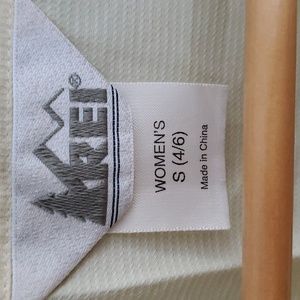 REI®
WOMEN'S
S (4/6)
Made in China